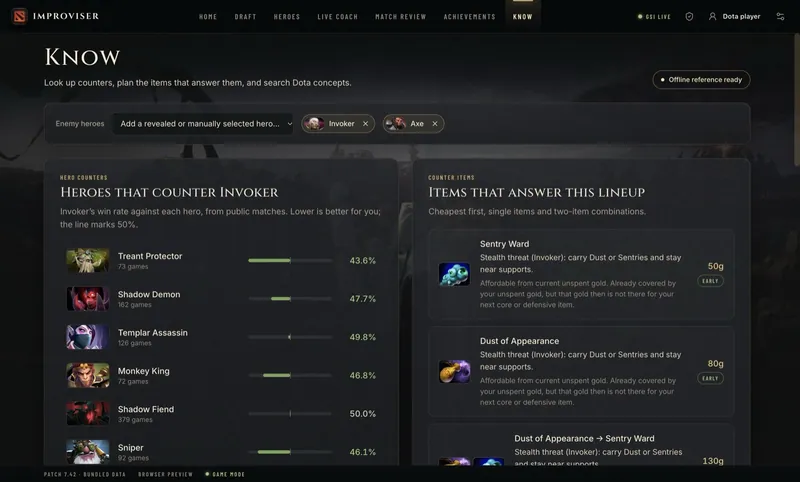 IMPROVISER
HOME
DRAFT
HEROES
LIVE COACH
MATCH REVIEW
ACHIEVEMENTS
KNOW
GSI LIVE
Dota player
Know
Look up counters, plan the items that answer them, and search Dota concepts.
Offline reference ready
Enemy heroes
Add a revealed or manually selected hero...
Invoker ×
Axe ×
HERO COUNTERS
Heroes that counter Invoker
Invoker's win rate against each hero, from public matches. Lower is better for you;
the line marks 50%.
Treant Protector
73 games
43.6%
Shadow Demon
162 games
47.7%
Templar Assassin
126 games
49.8%
Monkey King
72 games
46.8%
Shadow Fiend
379 games
50.0%
Sniper
92 games
46.1%
COUNTER ITEMS
Items that answer this lineup
Cheapest first, single items and two-item combinations.
Sentry Ward
Stealth threat (Invoker): carry Dust or Sentries and stay
near supports.
Affordable from current unspent gold. Already covered by
your unspent gold, but that gold then is not there for your
next core or defensive item.
50g
EARLY
Dust of Appearance
Stealth threat (Invoker): carry Dust or Sentries and stay
near supports.
Affordable from current unspent gold. Already covered by
your unspent gold, but that gold then is not there for your
next core or defensive item.
80g
EARLY
Dust of Appearance → Sentry Ward
Stealth threat (Invoker): carry Dust or Sentries
and stay near supports.
130g
PATCH 7.42 · BUNDLED DATA
BROWSER PREVIEW
GAME MODE